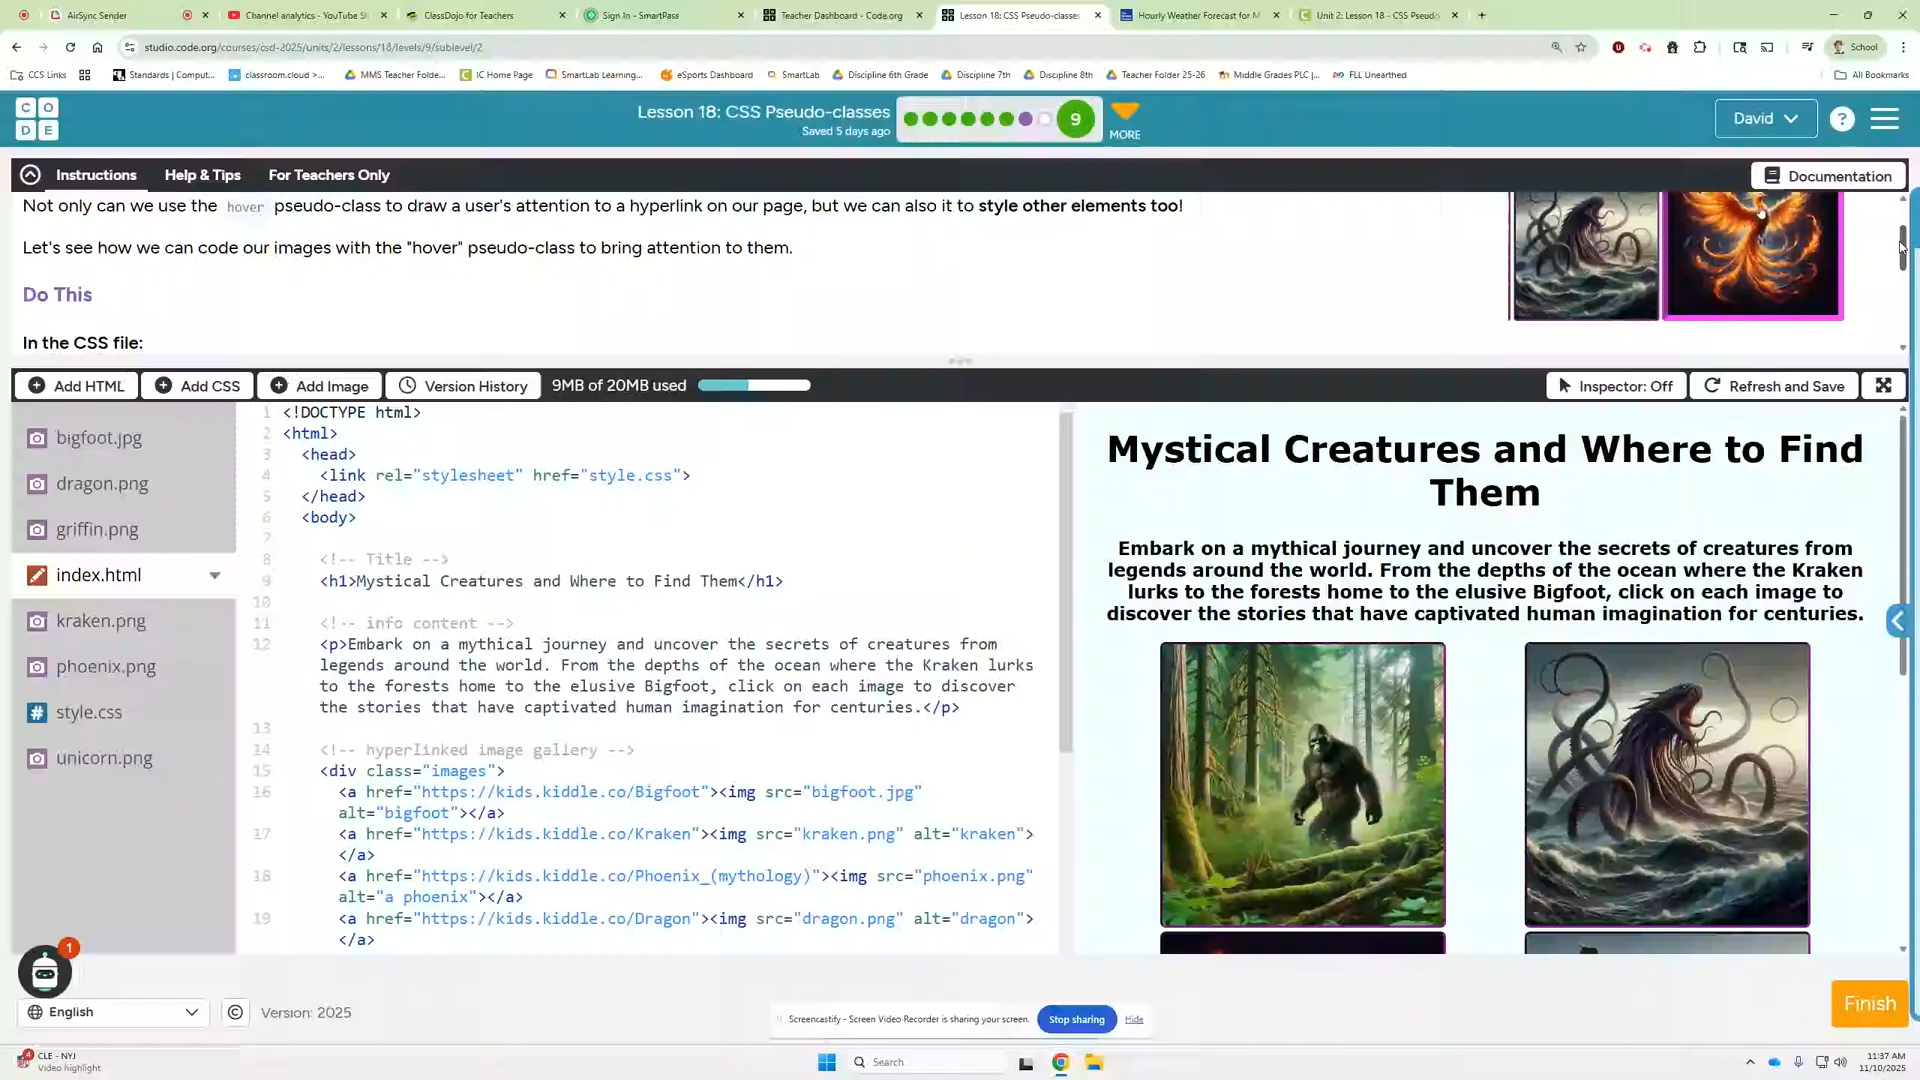 AirSync Sender
Channel analytics - YouTube S
ClassDojo for Teachers
Sign In - SmartPass
Teacher Dashboard - Code.org
Lesson 18: CSS Pseudo-classes
Hourly Weather Forecast for M
Unit 2: Lesson 18 - CSS Pseudo
studio.code.org/courses/csd-2025/units/2/lessons/18/levels/9/sublevel/2
School
CCS Links
Standards | Comput...
classroom.cloud >...
MMS Teacher Folde...
IC Home Page
SmartLab Learning...
eSports Dashboard
SmartLab
Discipline 6th Grade
Discipline 7th
Discipline 8th
Teacher Folder 25-26
Middle Grades PLC |...
FLL Unearthed
All Bookmarks
CODE
Lesson 18: CSS Pseudo-classes
Saved 5 days ago
9
MORE
David
?
Instructions
Help & Tips
For Teachers Only
Documentation
Not only can we use the hover pseudo-class to draw a user's attention to a hyperlink on our page, but we can also it to style other elements too!
Let's see how we can code our images with the "hover" pseudo-class to bring attention to them.
Do This
In the CSS file:
Add HTML
Add CSS
Add Image
Version History
9MB of 20MB used
Inspector: Off
Refresh and Save
bigfoot.jpg
dragon.png
griffin.png
index.html
kraken.png
phoenix.png
# style.css
unicorn.png
1 <!DOCTYPE html>
2 <html>
3 <head>
4 <link rel="stylesheet" href="style.css">
5 </head>
6 <body>
7
8 <!-- Title -->
9 <h1>Mystical Creatures and Where to Find Them</h1>
10
11 <!-- info content -->
12 <p>Embark on a mythical journey and uncover the secrets of creatures from
legends around the world. From the depths of the ocean where the Kraken lurks
to the forests home to the elusive Bigfoot, click on each image to discover
the stories that have captivated human imagination for centuries.</p>
13
14 <!-- hyperlinked image gallery -->
15 <div class="images">
16 <a href="https://kids.kiddle.co/Bigfoot"><img src="bigfoot.jpg"
alt="bigfoot"></a>
17 <a href="https://kids.kiddle.co/Kraken"><img src="kraken.png" alt="kraken">
</a>
18 <a href="https://kids.kiddle.co/Phoenix_(mythology)"><img src="phoenix.png"
alt="a phoenix"></a>
19 <a href="https://kids.kiddle.co/Dragon"><img src="dragon.png" alt="dragon">
</a>
Mystical Creatures and Where to Find
Them
Embark on a mythical journey and uncover the secrets of creatures from
legends around the world. From the depths of the ocean where the Kraken
lurks to the forests home to the elusive Bigfoot, click on each image to
discover the stories that have captivated human imagination for centuries.
1
English
©
Version: 2025
Screencastify - Screen Video Recorder is sharing your screen.
Stop sharing
Hide
Finish
4
CLE - NYJ
Video highlight
Search
11:37 AM
11/10/2025